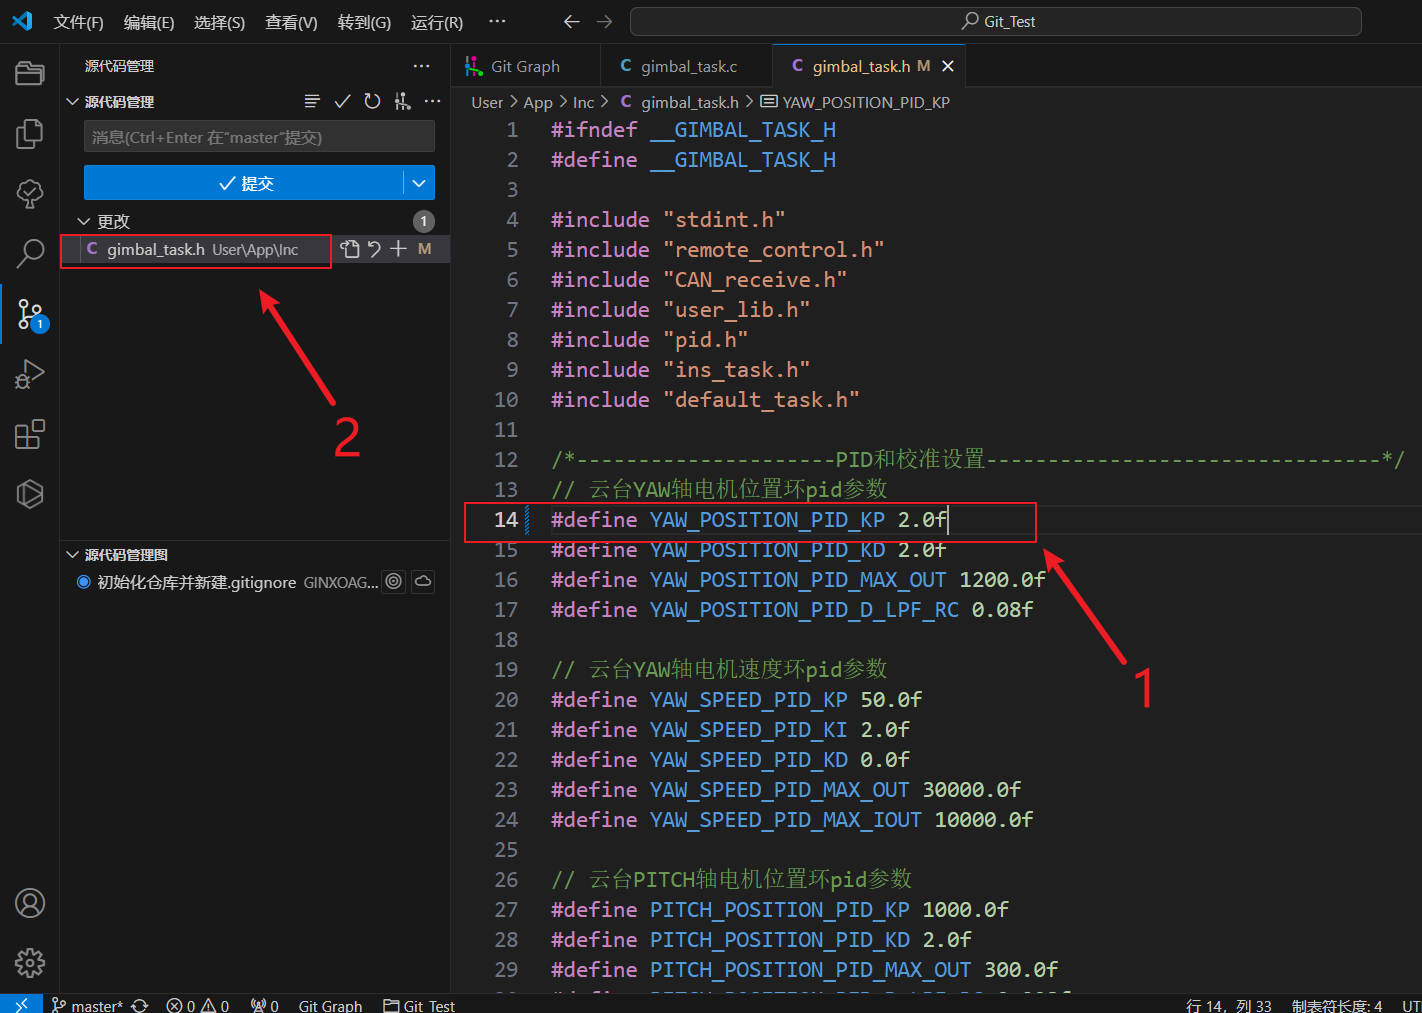 文件(F) 编辑(E) 选择(S) 查看(V) 转到(G) 运行(R) ··· Git_Test
源代码管理 ···
Git Graph C gimbal_task.c C gimbal_task.h M
源代码管理 ···
User > App > Inc > C gimbal_task.h > YAW_POSITION_PID_KP
消息(Ctrl+Enter 在"master"提交)
提交
更改 1
C gimbal_task.h User\App\Inc M
1
2
源代码管理图
初始化仓库并新建.gitignore GINXOAG...
1 #ifndef __GIMBAL_TASK_H
2 #define __GIMBAL_TASK_H
3
4 #include "stdint.h"
5 #include "remote_control.h"
6 #include "CAN_receive.h"
7 #include "user_lib.h"
8 #include "pid.h"
9 #include "ins_task.h"
10 #include "default_task.h"
11
12 /*---------------------PID和校准设置--------------------------------*/
13 // 云台YAW轴电机位置环pid参数
14 #define YAW_POSITION_PID_KP 2.0f
15 #define YAW_POSITION_PID_KD 2.0f
16 #define YAW_POSITION_PID_MAX_OUT 1200.0f
17 #define YAW_POSITION_PID_D_LPF_RC 0.08f
18
19 // 云台YAW轴电机速度环pid参数
20 #define YAW_SPEED_PID_KP 50.0f
21 #define YAW_SPEED_PID_KI 2.0f
22 #define YAW_SPEED_PID_KD 0.0f
23 #define YAW_SPEED_PID_MAX_OUT 30000.0f
24 #define YAW_SPEED_PID_MAX_IOUT 10000.0f
25
26 // 云台PITCH轴电机位置环pid参数
27 #define PITCH_POSITION_PID_KP 1000.0f
28 #define PITCH_POSITION_PID_KD 2.0f
29 #define PITCH_POSITION_PID_MAX_OUT 300.0f
1
master* 0 0 0 Git Graph Git Test 行 14，列 33 制表符长度: 4 UT